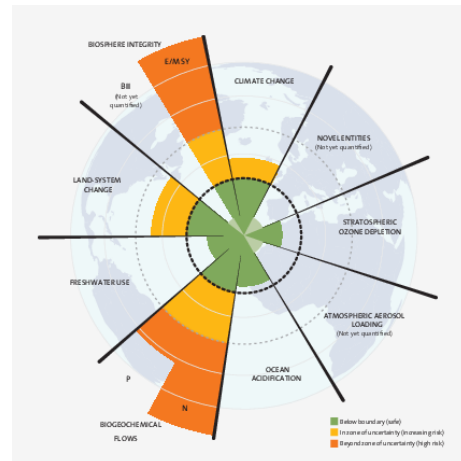 BIOSPHERE INTEGRITY
E/MSY
CLIMATE CHANGE
BII
(Not yet
quantified)
NOVEL ENTITIES
(Not yet quantified)
LAND-SYSTEM
CHANGE
STRATOSPHERIC
OZONE DEPLETION
FRESHWATER USE
ATMOSPHERIC AEROSOL
LOADING
(Not yet quantified)
OCEAN
ACIDIFICATION
P
N
BIOGEOCHEMICAL
FLOWS
Below boundary (safe)
In zone of uncertainty (increasing risk)
Beyond zone of uncertainty (high risk)